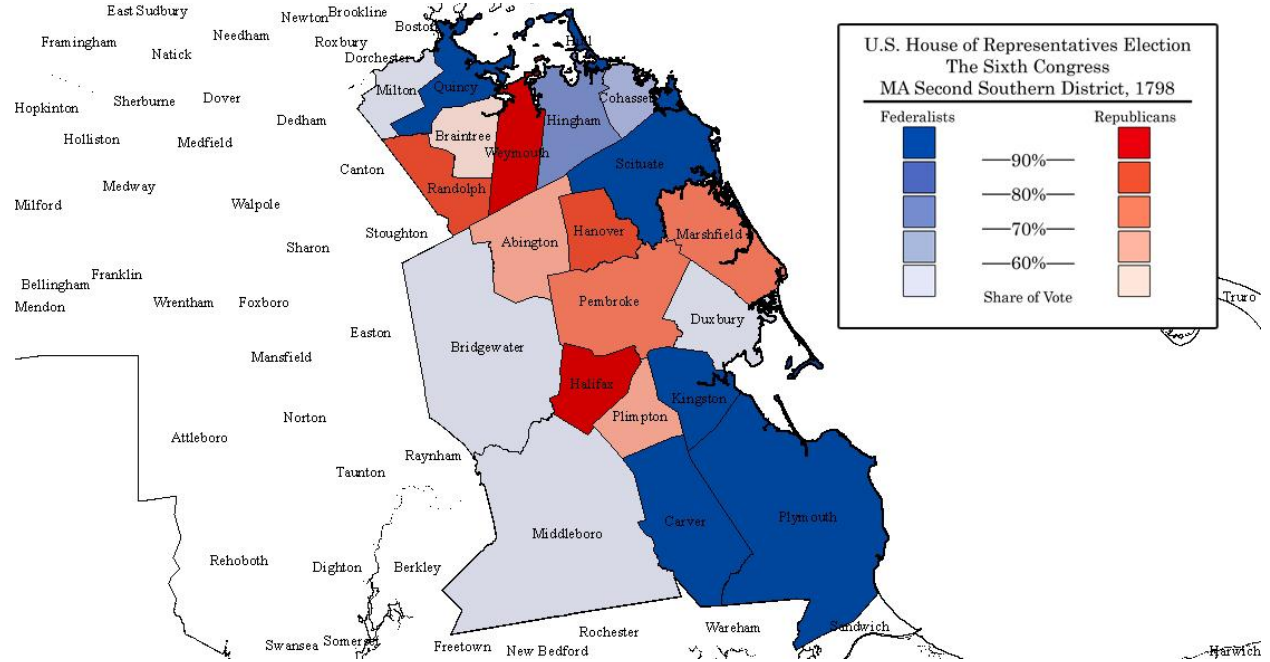 East Sudbury
Newton
Brookline
Boston
Framingham
Needham
Natick
Roxbury
Dorchester
Hull
Milton
Quincy
Hopkinton
Sherburne
Dover
Dedham
Cohasset
Hingham
Holliston
Medfield
Braintree
Weymouth
Scituate
Canton
Randolph
Medway
Milford
Walpole
Stoughton
Hanover
Marshfield
Abington
Sharon
Bellingham
Franklin
Mendon
Wrentham
Foxboro
Pembroke
Duxbury
Easton
Bridgewater
Mansfield
Halifax
Kingston
Plimpton
Norton
Attleboro
Raynham
Taunton
Plymouth
Carver
Middleboro
Rehoboth
Dighton
Berkley
Swansea
Somerset
Freetown
New Bedford
Rochester
Wareham
Sandwich
Truro
Harwich
U.S. House of Representatives Election
The Sixth Congress
MA Second Southern District, 1798
Federalists
Republicans
90%
80%
70%
60%
Share of Vote